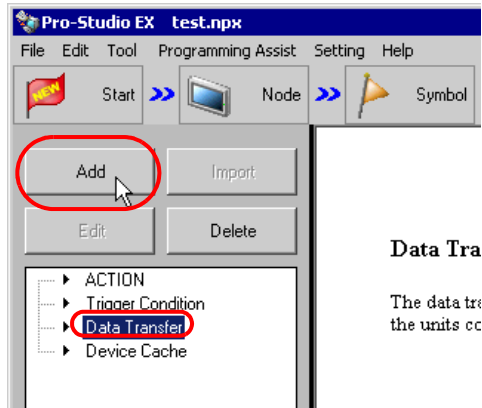 Pro-Studio EX test.npx
File Edit Tool Programming Assist Setting Help
NEW Start Node Symbol
Add Import
Edit Delete
ACTION
Trigger Condition
Data Transfer
Device Cache
Data Tra
The data tra
the units co